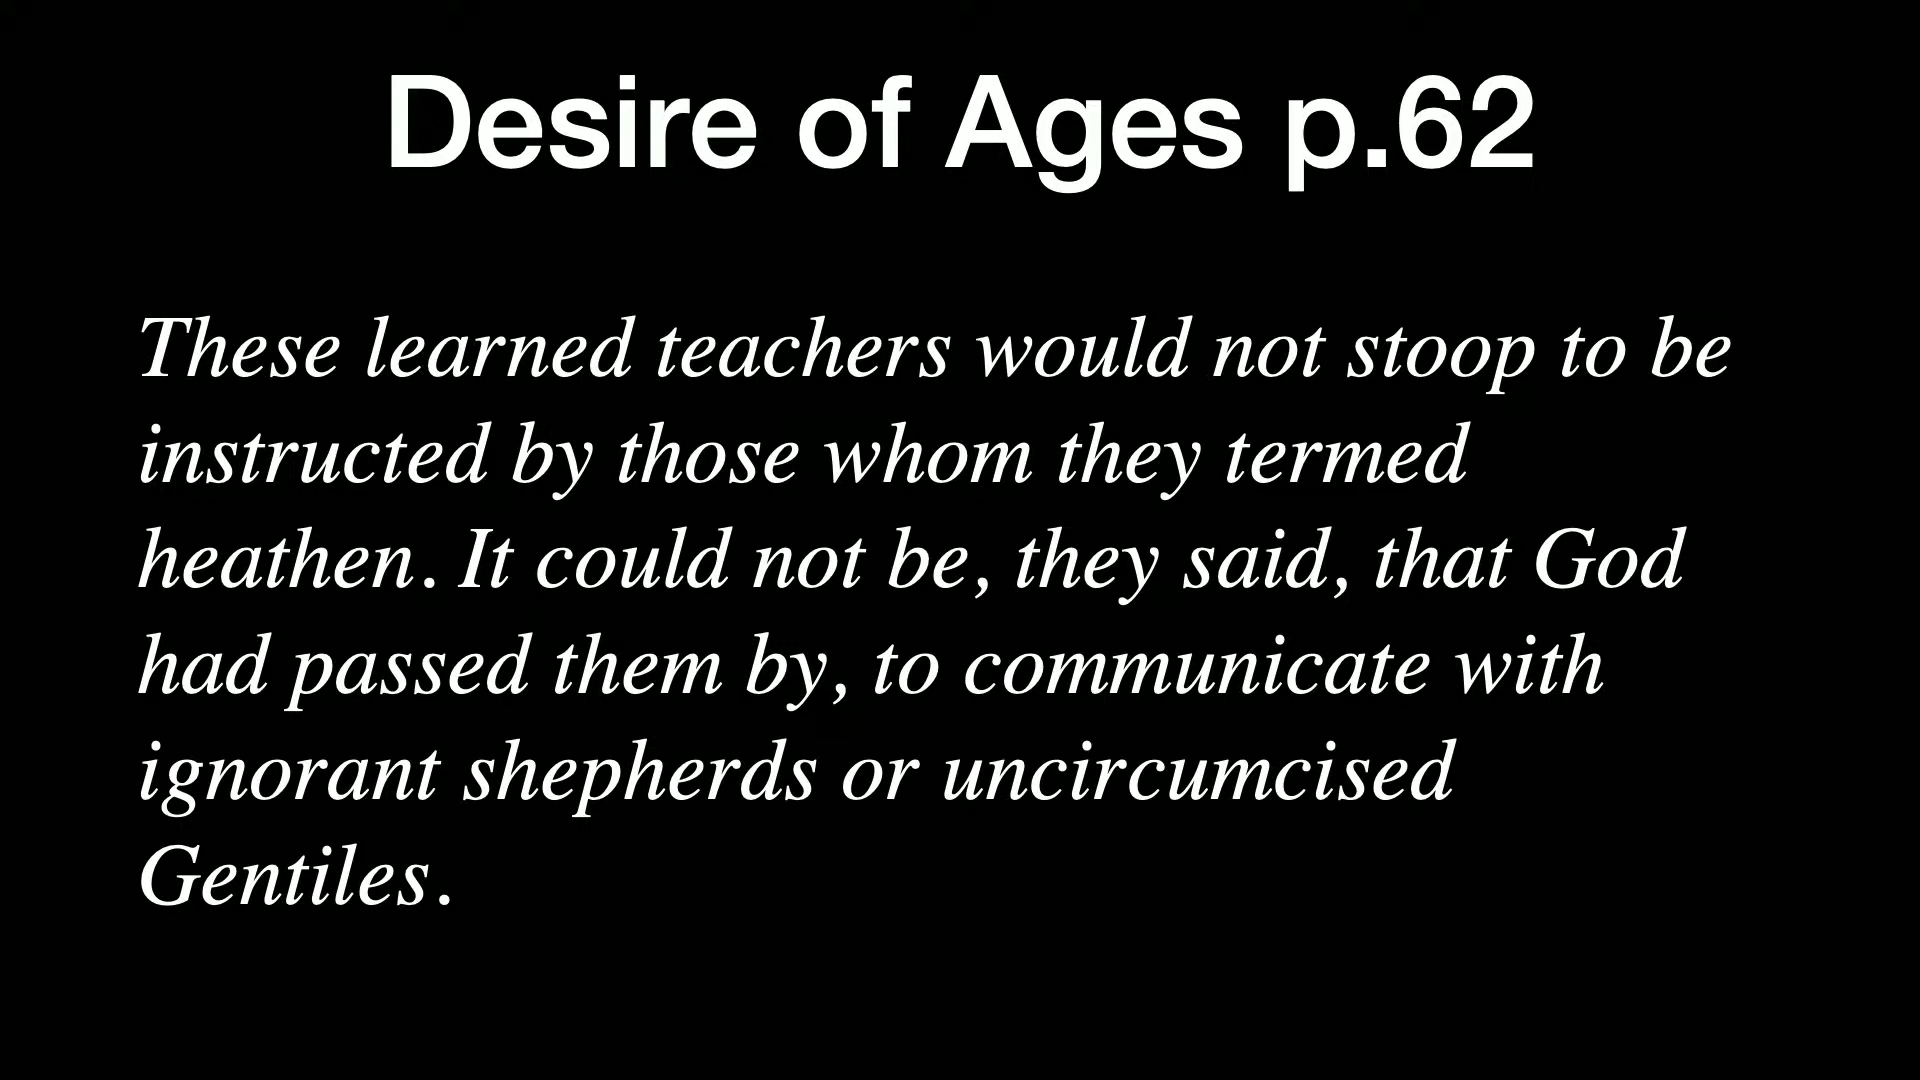 Desire of Ages p.62
These learned teachers would not stoop to be
instructed by those whom they termed
heathen. It could not be, they said, that God
had passed them by, to communicate with
ignorant shepherds or uncircumcised
Gentiles.